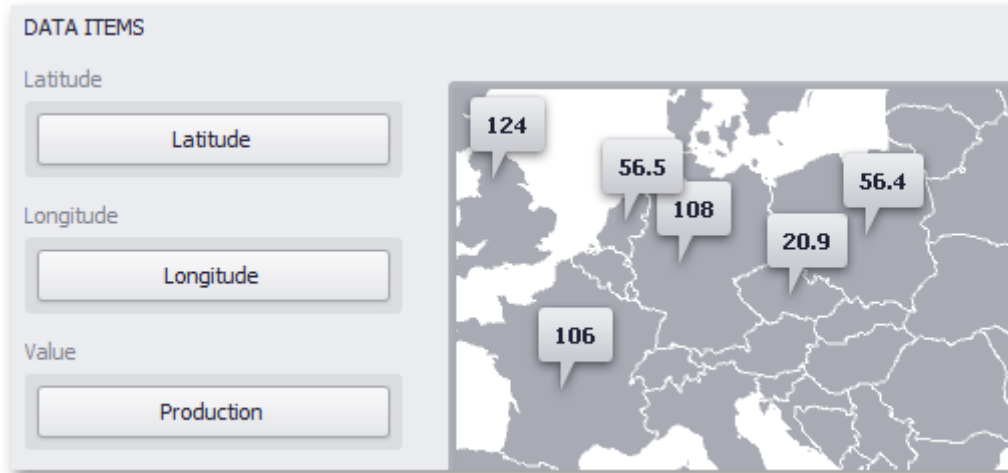 DATA ITEMS
Latitude
Latitude
Longitude
Longitude
Value
Production
124
56.5
56.4
108
20.9
106